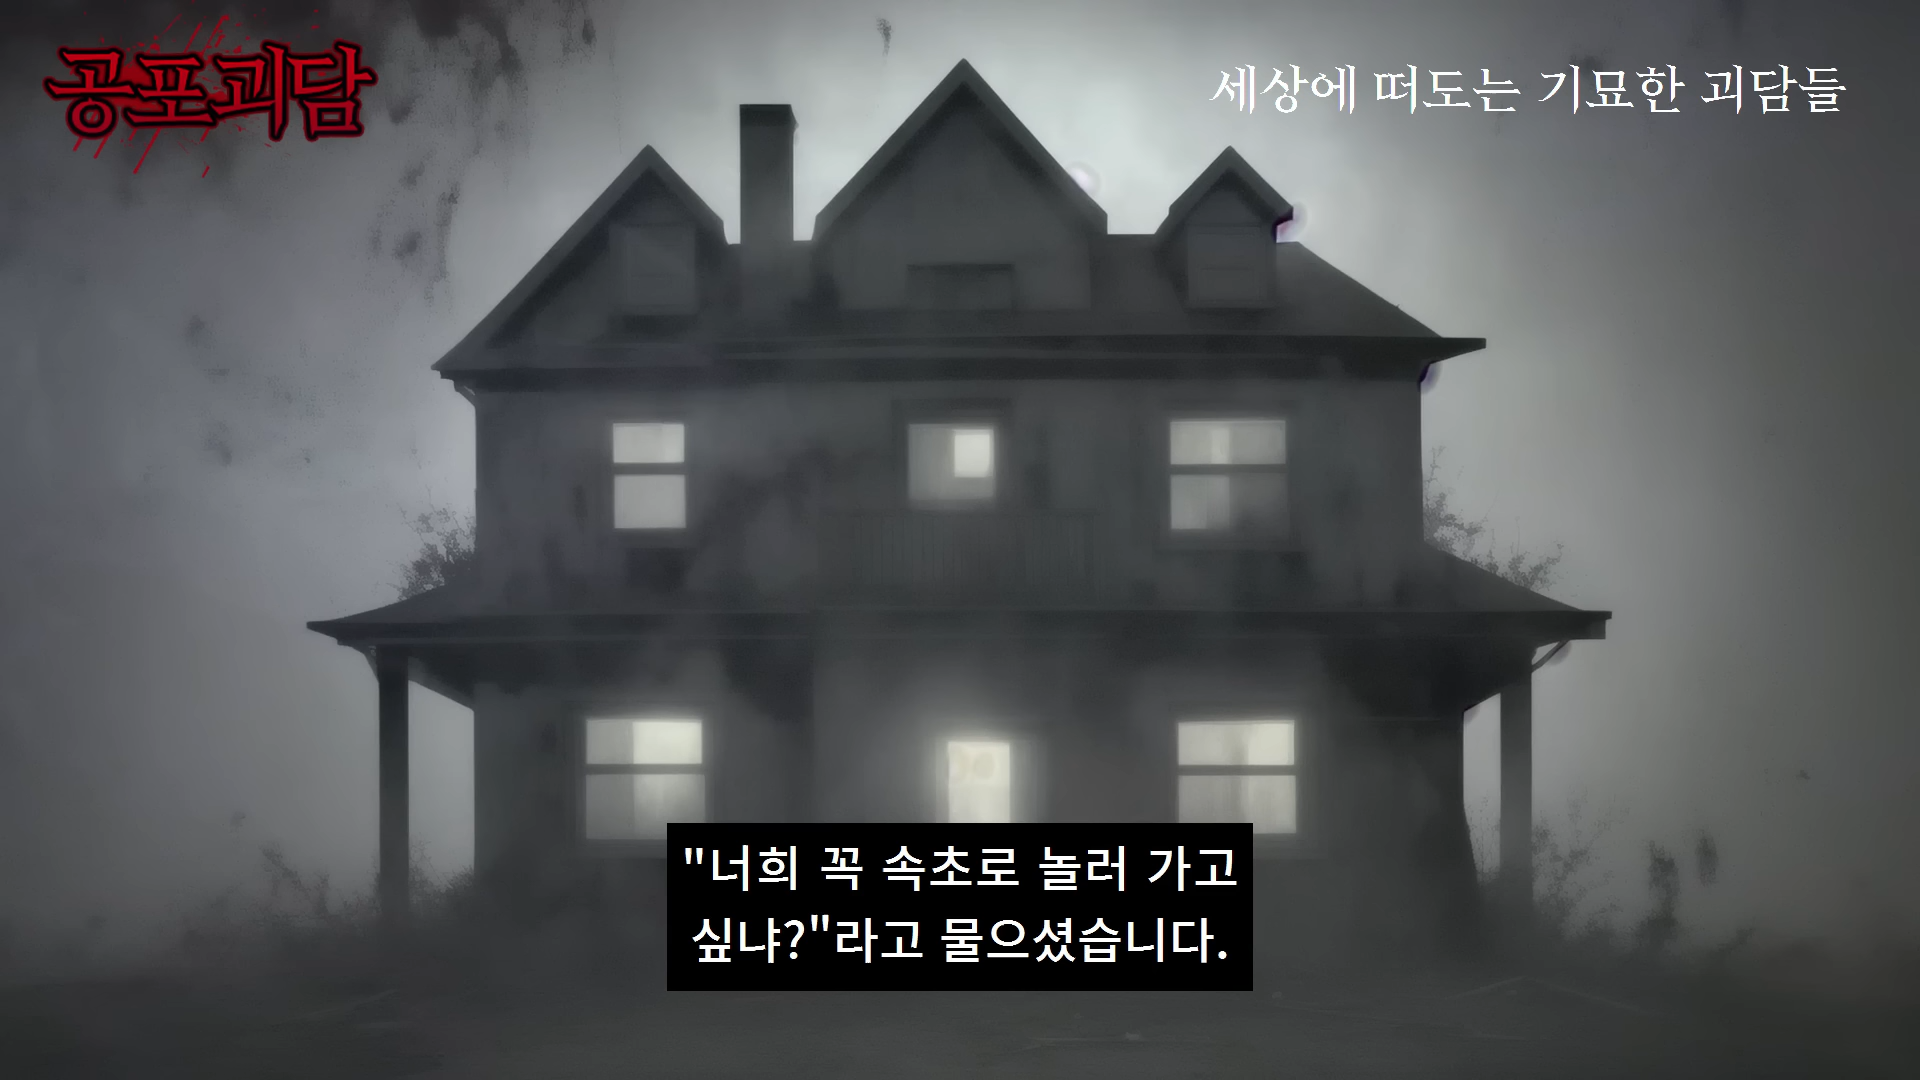 공포괴담
세상에 떠도는 기묘한 괴담들
"너희 꼭 속초로 놀러 가고
싶냐?"라고 물으셨습니다.